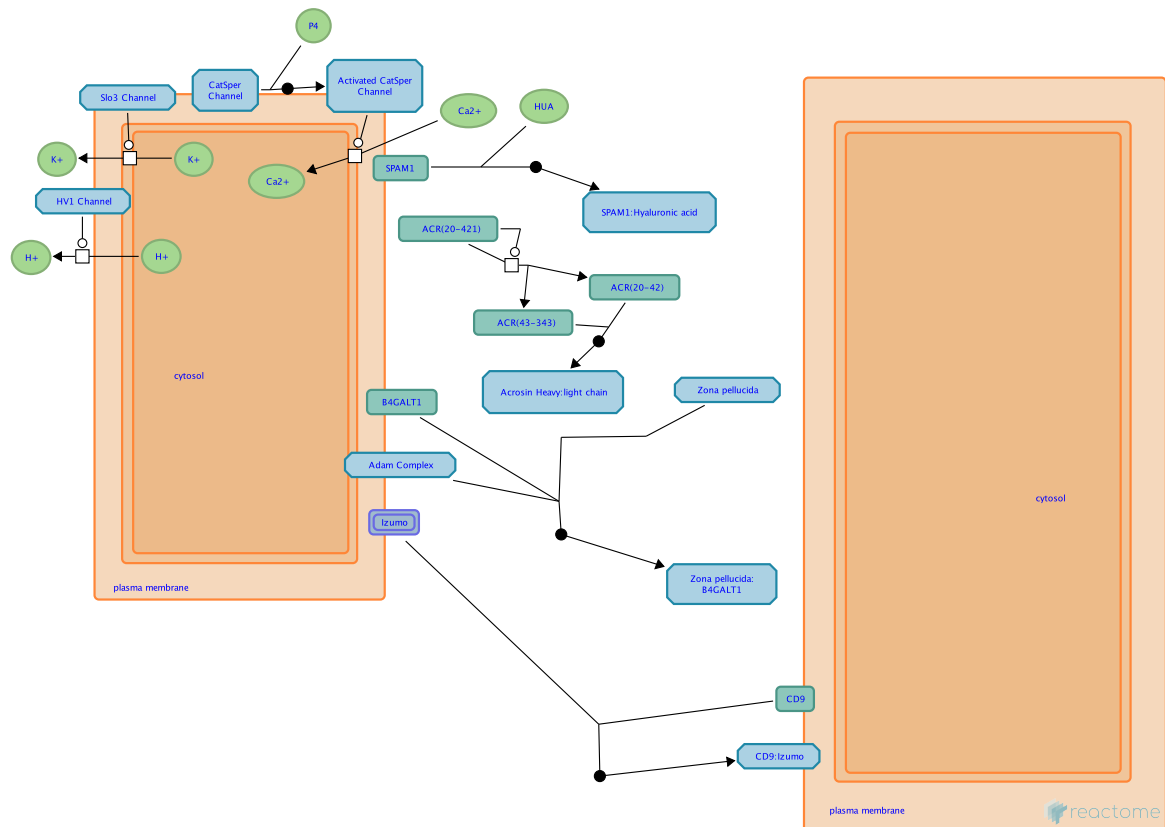 P4
Slo3 Channel
CatSper
Channel
Activated CatSper
Channel
Ca2+
HUA
K+
K+
Ca2+
SPAM1
HV1 Channel
SPAM1:Hyaluronic acid
ACR(20-421)
H+
H+
ACR(20-42)
ACR(43-343)
cytosol
Acrosin Heavy:light chain
Zona pellucida
B4GALT1
Adam Complex
Izumo
cytosol
Zona pellucida:
B4GALT1
plasma membrane
CD9
CD9:Izumo
plasma membrane
reactome